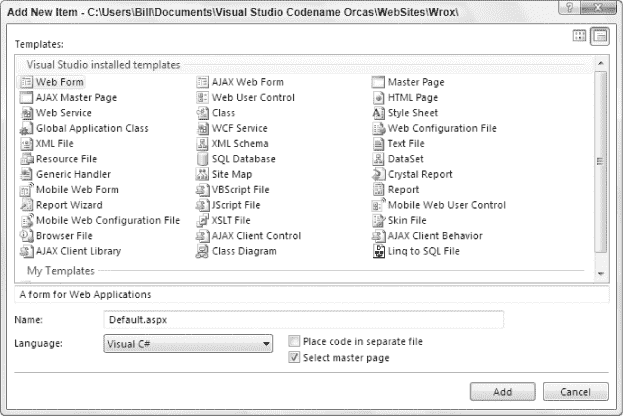 Add New Item - C:\Users\Bill\Documents\Visual Studio Codename Orcas\WebSites\Wrox\
Templates:
Visual Studio installed templates
Web Form AJAX Web Form Master Page
AJAX Master Page Web User Control HTML Page
Web Service Class Style Sheet
Global Application Class WCF Service Web Configuration File
XML File XML Schema Text File
Resource File SQL Database DataSet
Generic Handler Site Map Crystal Report
Mobile Web Form VBScript File Report
Report Wizard JScript File Mobile Web User Control
Mobile Web Configuration File XSLT File Skin File
Browser File AJAX Client Control AJAX Client Behavior
AJAX Client Library Class Diagram Linq to SQL File
My Templates
A form for Web Applications
Name: Default.aspx
Language: Visual C# Place code in separate file
Select master page
Add Cancel